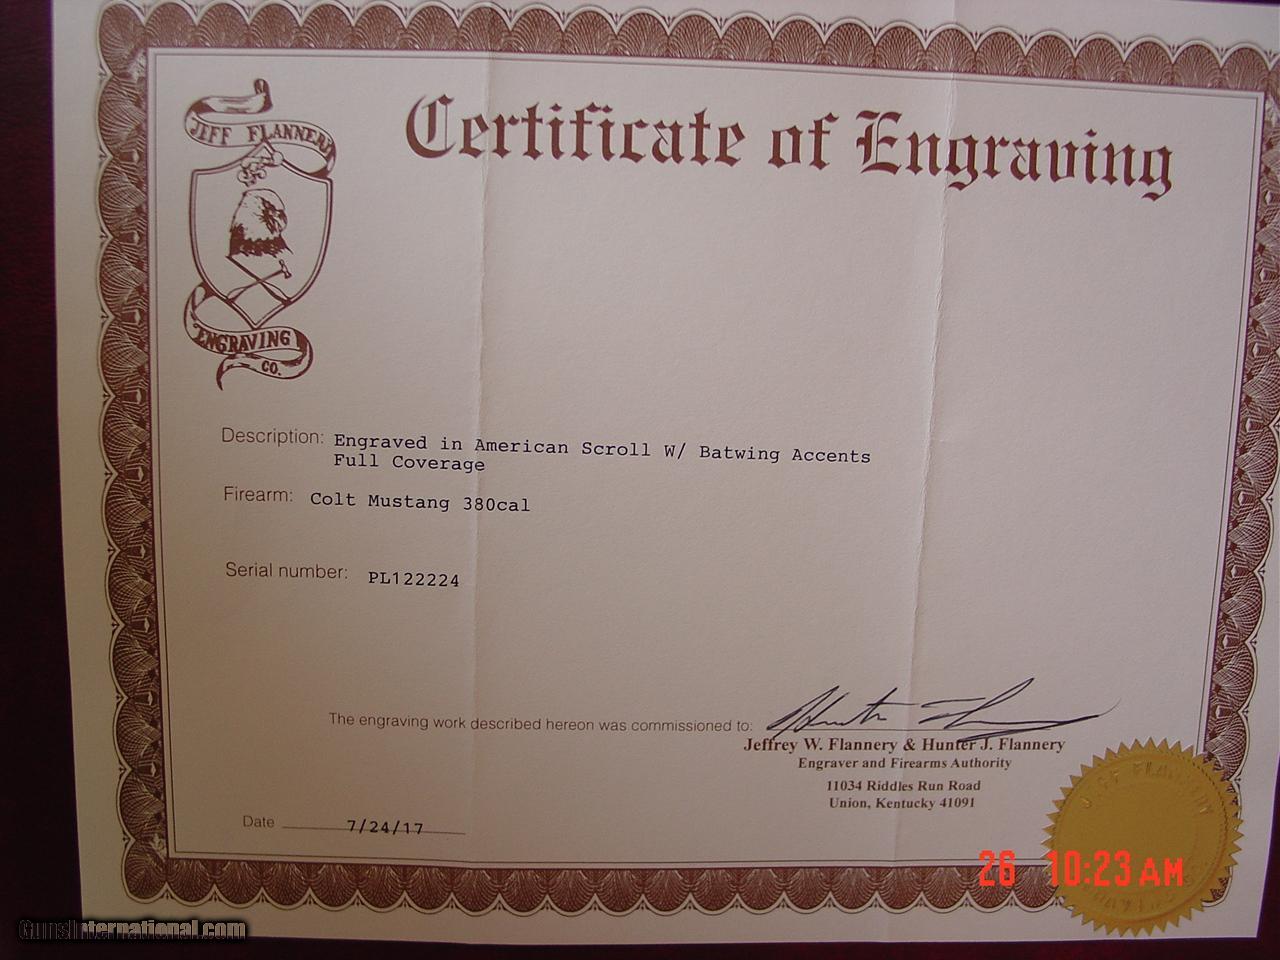 JEFF FLANNERY
ENGRAVING
CO.
Certificate of Engraving
Description: Engraved in American Scroll W/ Batwing Accents
Full Coverage
Firearm: Colt Mustang 380cal
Serial number: PL122224
The engraving work described hereon was commissioned to:
Jeffrey W. Flannery & Hunter J. Flannery
Engraver and Firearms Authority
11034 Riddles Run Road
Union, Kentucky 41091
Date 7/24/17
JEFF FLANNERY
26 10:23 AM
GunsInternational.com